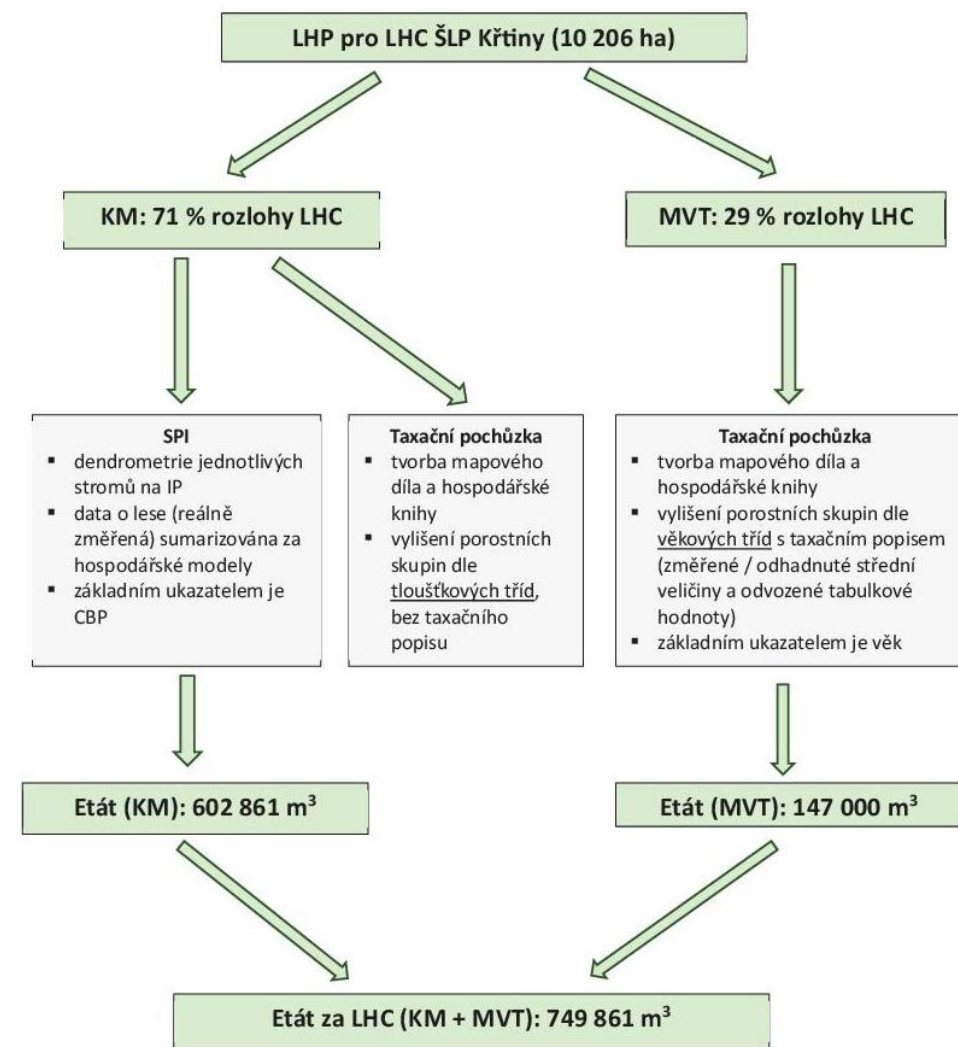 LHP pro LHC ŠLP Křtiny (10 206 ha)
KM: 71 % rozlohy LHC
MVT: 29 % rozlohy LHC
SPI
▪ dendrometrie jednotlivých
stromů na IP
▪ data o lese (reálně
změřená) sumarizována za
hospodářské modely
▪ základním ukazatelem je
CBP
Taxační pochůzka
▪ tvorba mapového
díla a hospodářské
knihy
▪ vylišení porostních
skupin dle
tloušťkových tříd,
bez taxačního
popisu
Taxační pochůzka
▪ tvorba mapového díla a
hospodářské knihy
▪ vylišení porostních skupin dle
věkových tříd s taxačním popisem
(změřené / odhadnuté střední
veličiny a odvozené tabulkové
hodnoty)
▪ základním ukazatelem je věk
Etát (KM): 602 861 m³
Etát (MVT): 147 000 m³
Etát za LHC (KM + MVT): 749 861 m³